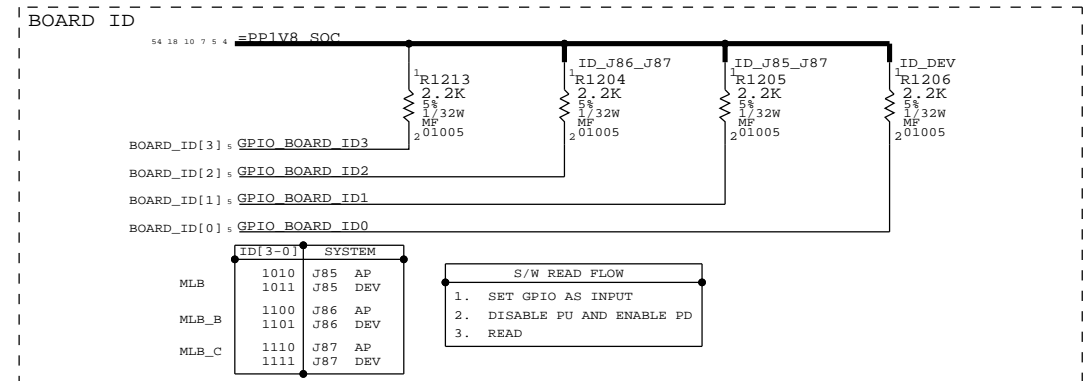 BOARD ID
54 18 10 7 5 4 =PP1V8_SOC
ID_J86_J87
ID_J85_J87
ID_DEV
1
R1213
2.2K
5%
1/32W
MF
2 01005
1
R1204
2.2K
5%
1/32W
MF
2 01005
1
R1205
2.2K
5%
1/32W
MF
2 01005
1
R1206
2.2K
5%
1/32W
MF
2 01005
BOARD_ID[3] 5 GPIO_BOARD_ID3
BOARD_ID[2] 5 GPIO_BOARD_ID2
BOARD_ID[1] 5 GPIO_BOARD_ID1
BOARD_ID[0] 5 GPIO_BOARD_ID0
ID[3-0] SYSTEM
MLB
1010 J85 AP
1011 J85 DEV
MLB_B
1100 J86 AP
1101 J86 DEV
MLB_C
1110 J87 AP
1111 J87 DEV
S/W READ FLOW
1. SET GPIO AS INPUT
2. DISABLE PU AND ENABLE PD
3. READ